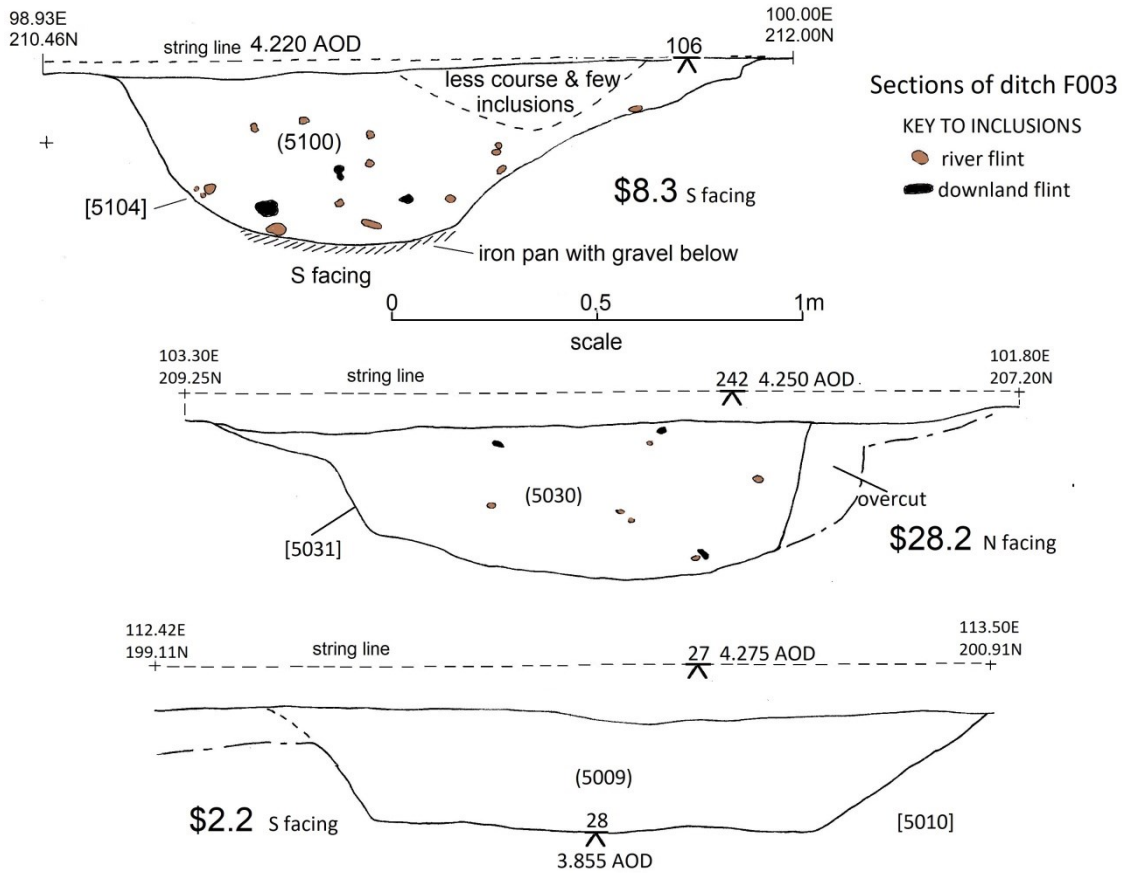 98.93E
210.46N
string line 4.220 AOD
106
100.00E
212.00N
less course & few
inclusions
(5100)
[5104]
$8.3 S facing
iron pan with gravel below
S facing
Sections of ditch F003
KEY TO INCLUSIONS
river flint
downland flint
0 0.5 1m
scale
103.30E
209.25N
string line
242 4.250 AOD
101.80E
207.20N
(5030)
[5031]
overcut
$28.2 N facing
112.42E
199.11N
string line
27 4.275 AOD
113.50E
200.91N
(5009)
$2.2 S facing
28
3.855 AOD
[5010]